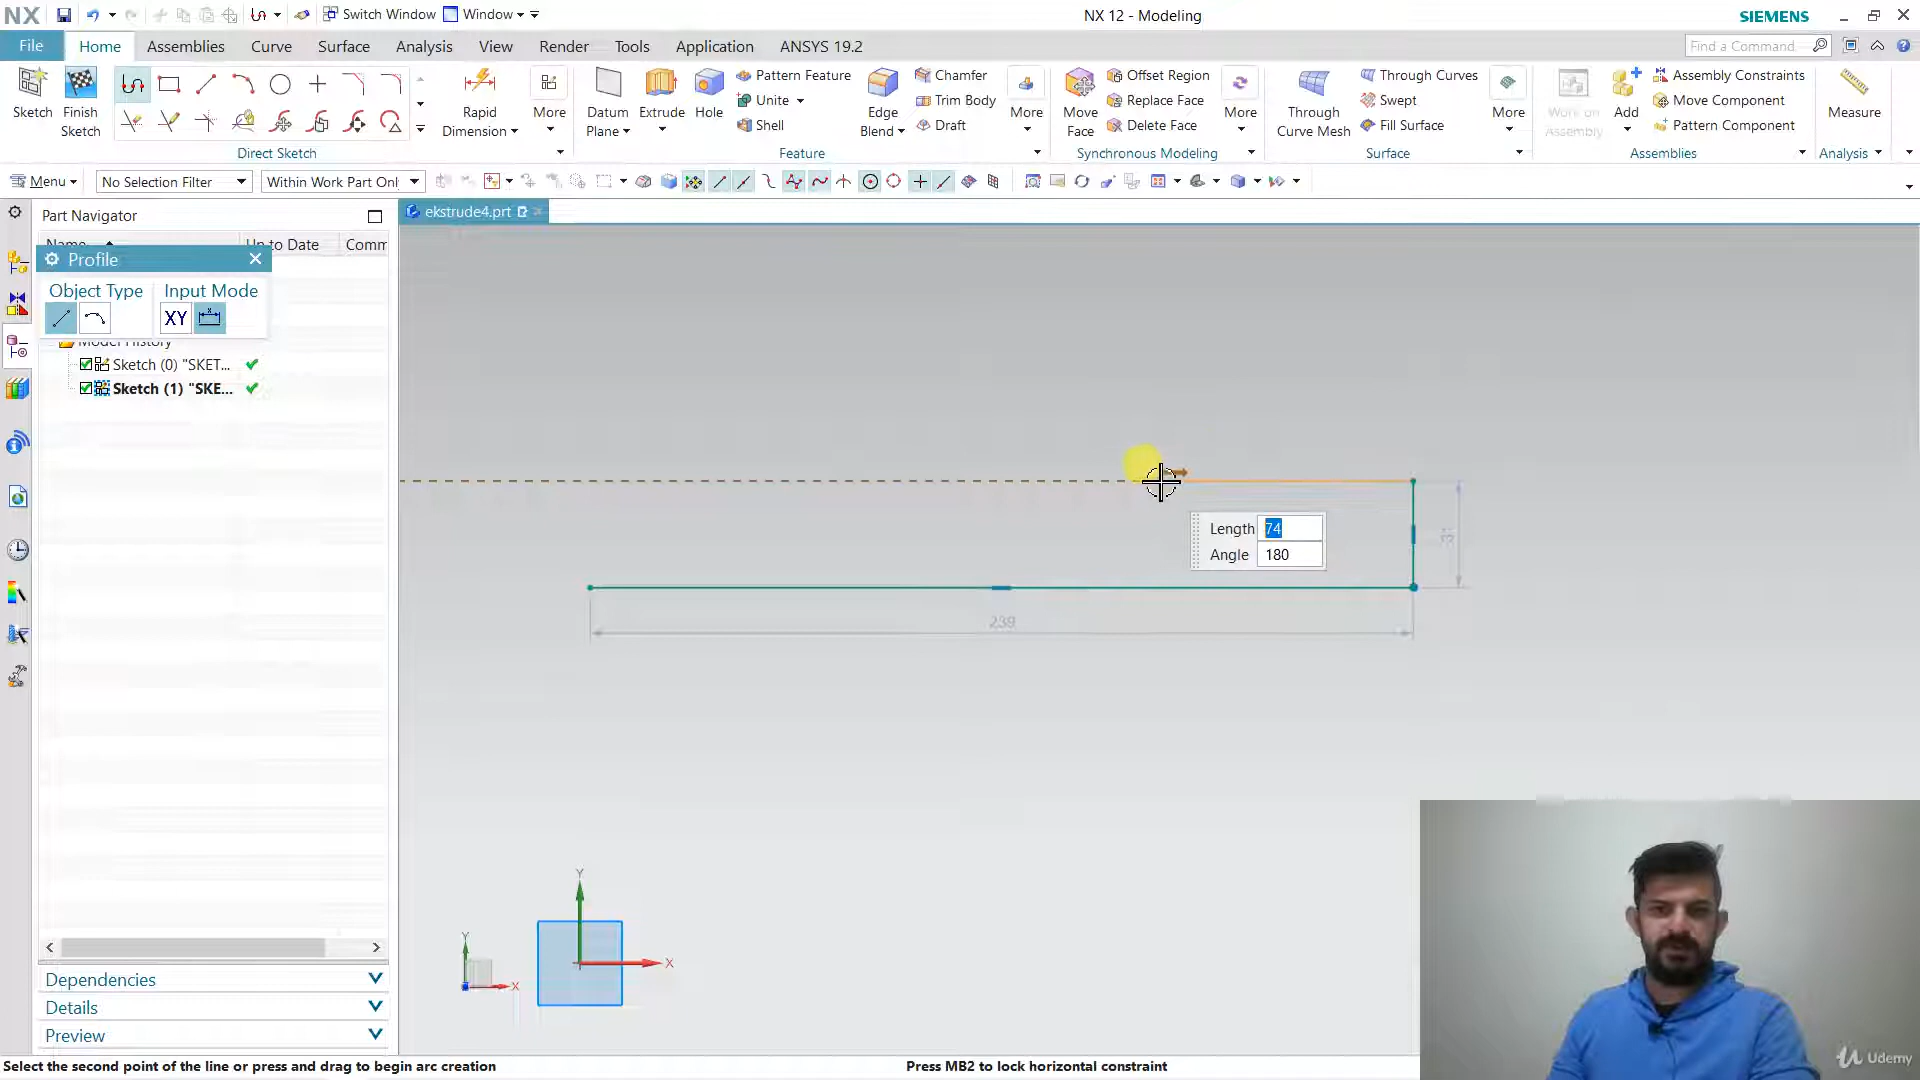 NX
Switch Window
Window
NX 12 - Modeling
SIEMENS
File
Home
Assemblies
Curve
Surface
Analysis
View
Render
Tools
Application
ANSYS 19.2
Find a Command
Sketch
Finish Sketch
Direct Sketch
Rapid Dimension
More
Datum Plane
Extrude
Hole
Pattern Feature
Unite
Shell
Edge Blend
Chamfer
Trim Body
Draft
More
Feature
Move Face
Offset Region
Replace Face
Delete Face
More
Synchronous Modeling
Through Curve Mesh
Through Curves
Swept
Fill Surface
More
Surface
Work on Assembly
Add
Assembly Constraints
Move Component
Pattern Component
Assemblies
Measure
Analysis
Menu
No Selection Filter
Within Work Part Onl
Part Navigator
ekstrude4.prt
Name
Up to Date
Comm
Profile
Object Type
Input Mode
XY
Model History
Sketch (0) "SKET...
Sketch (1) "SKE...
Length 74
Angle 180
239
Y
X
Y
X
Dependencies
Details
Preview
Select the second point of the line or press and drag to begin arc creation
Press MB2 to lock horizontal constraint
Udemy